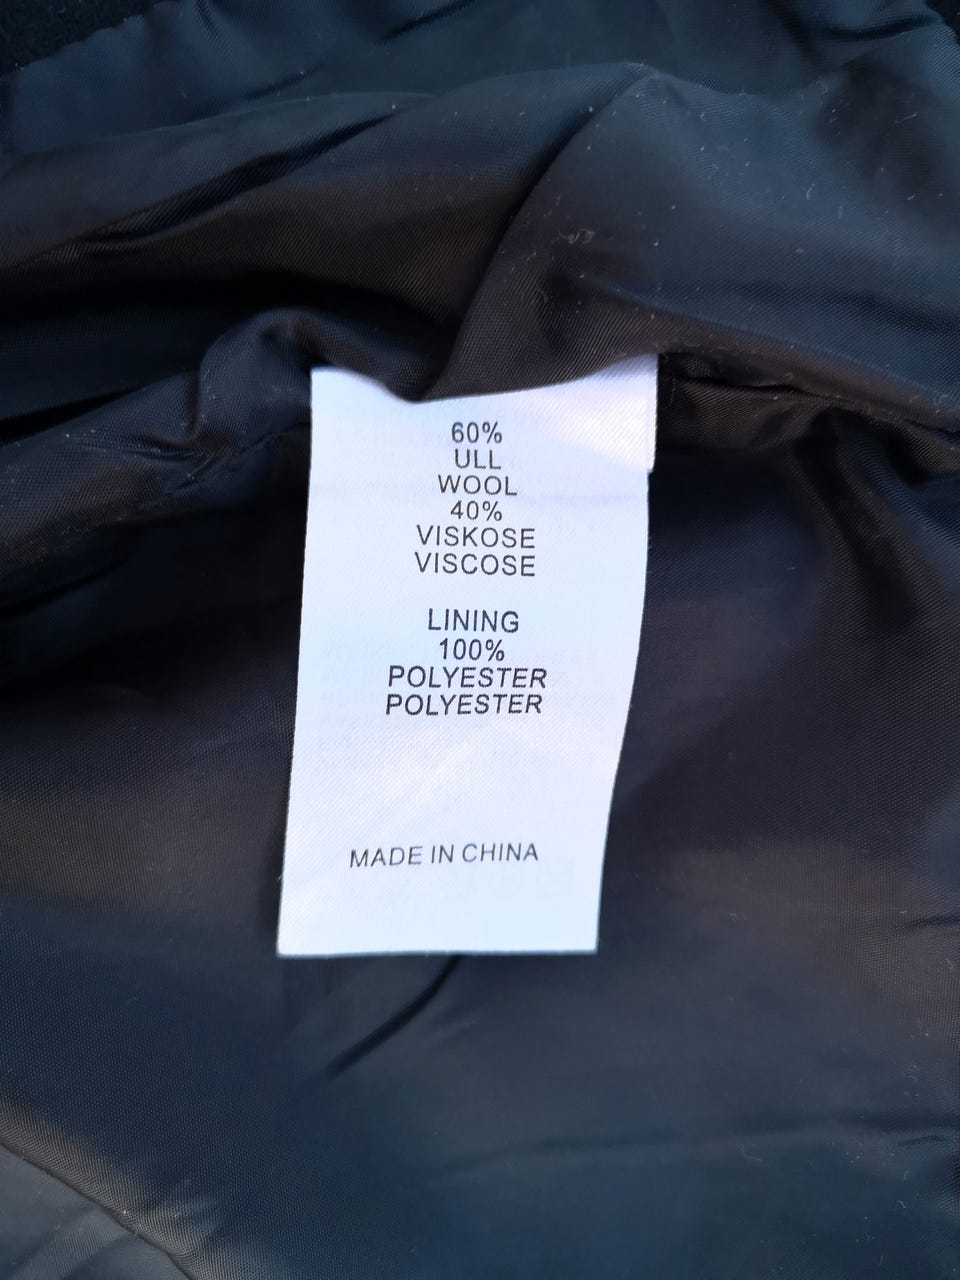 60%
ULL
WOOL
40%
VISKOSE
VISCOSE
LINING
100%
POLYESTER
POLYESTER
MADE IN CHINA